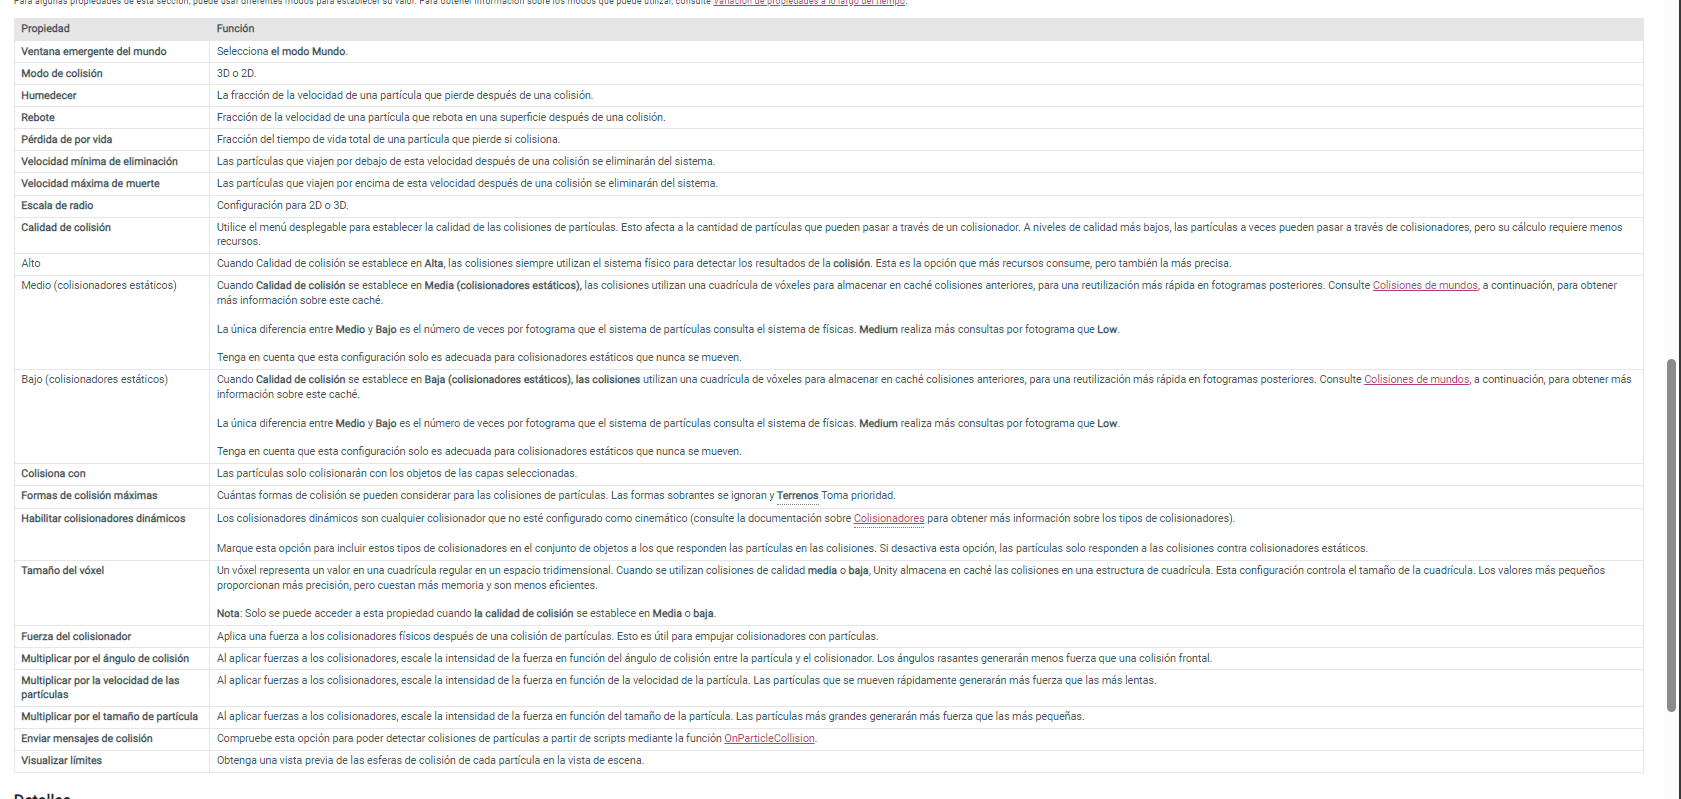 Para algunas propiedades de esta sección, puede usar diferentes modos para establecer su valor. Para obtener información sobre los modos que puede utilizar, consulte Variación de propiedades a lo largo del tiempo.
Propiedad Función
Ventana emergente del mundo Selecciona el modo Mundo.
Modo de colisión 3D o 2D.
Humedecer La fracción de la velocidad de una partícula que pierde después de una colisión.
Rebote Fracción de la velocidad de una partícula que rebota en una superficie después de una colisión.
Pérdida de por vida Fracción del tiempo de vida total de una partícula que pierde si colisiona.
Velocidad mínima de eliminación Las partículas que viajen por debajo de esta velocidad después de una colisión se eliminarán del sistema.
Velocidad máxima de muerte Las partículas que viajen por encima de esta velocidad después de una colisión se eliminarán del sistema.
Escala de radio Configuración para 2D o 3D.
Calidad de colisión Utilice el menú desplegable para establecer la calidad de las colisiones de partículas. Esto afecta a la cantidad de partículas que pueden pasar a través de un colisionador. A niveles de calidad más bajos, las partículas a veces pueden pasar a través de colisionadores, pero su cálculo requiere menos
recursos.
Alto Cuando Calidad de colisión se establece en Alta, las colisiones siempre utilizan el sistema físico para detectar los resultados de la colisión. Esta es la opción que más recursos consume, pero también la más precisa.
Medio (colisionadores estáticos) Cuando Calidad de colisión se establece en Media (colisionadores estáticos), las colisiones utilizan una cuadrícula de vóxeles para almacenar en caché colisiones anteriores, para una reutilización más rápida en fotogramas posteriores. Consulte Colisiones de mundos, a continuación, para obtener
más información sobre este caché.
La única diferencia entre Medio y Bajo es el número de veces por fotograma que el sistema de partículas consulta el sistema de físicas. Medium realiza más consultas por fotograma que Low.
Tenga en cuenta que esta configuración solo es adecuada para colisionadores estáticos que nunca se mueven.
Bajo (colisionadores estáticos) Cuando Calidad de colisión se establece en Baja (colisionadores estáticos), las colisiones utilizan una cuadrícula de vóxeles para almacenar en caché colisiones anteriores, para una reutilización más rápida en fotogramas posteriores. Consulte Colisiones de mundos, a continuación, para obtener más
información sobre este caché.
La única diferencia entre Medio y Bajo es el número de veces por fotograma que el sistema de partículas consulta el sistema de físicas. Medium realiza más consultas por fotograma que Low.
Tenga en cuenta que esta configuración solo es adecuada para colisionadores estáticos que nunca se mueven.
Colisiona con Las partículas solo colisionarán con los objetos de las capas seleccionadas.
Formas de colisión máximas Cuántas formas de colisión se pueden considerar para las colisiones de partículas. Las formas sobrantes se ignoran y Terrenos Toma prioridad.
Habilitar colisionadores dinámicos Los colisionadores dinámicos son cualquier colisionador que no esté configurado como cinemático (consulte la documentación sobre Colisionadores para obtener más información sobre los tipos de colisionadores).
Marque esta opción para incluir estos tipos de colisionadores en el conjunto de objetos a los que responden las partículas en las colisiones. Si desactiva esta opción, las partículas solo responden a las colisiones contra colisionadores estáticos.
Tamaño del vóxel Un vóxel representa un valor en una cuadrícula regular en un espacio tridimensional. Cuando se utilizan colisiones de calidad media o baja, Unity almacena en caché las colisiones en una estructura de cuadrícula. Esta configuración controla el tamaño de la cuadrícula. Los valores más pequeños
proporcionan más precisión, pero cuestan más memoria y son menos eficientes.
Nota: Solo se puede acceder a esta propiedad cuando la calidad de colisión se establece en Media o baja.
Fuerza del colisionador Aplica una fuerza a los colisionadores físicos después de una colisión de partículas. Esto es útil para empujar colisionadores con partículas.
Multiplicar por el ángulo de colisión Al aplicar fuerzas a los colisionadores, escale la intensidad de la fuerza en función del ángulo de colisión entre la partícula y el colisionador. Los ángulos rasantes generarán menos fuerza que una colisión frontal.
Multiplicar por la velocidad de las Al aplicar fuerzas a los colisionadores, escale la intensidad de la fuerza en función de la velocidad de la partícula. Las partículas que se mueven rápidamente generarán más fuerza que las más lentas.
partículas
Multiplicar por el tamaño de partícula Al aplicar fuerzas a los colisionadores, escale la intensidad de la fuerza en función del tamaño de la partícula. Las partículas más grandes generarán más fuerza que las más pequeñas.
Enviar mensajes de colisión Compruebe esta opción para poder detectar colisiones de partículas a partir de scripts mediante la función OnParticleCollision.
Visualizar límites Obtenga una vista previa de las esferas de colisión de cada partícula en la vista de escena.
Detalles